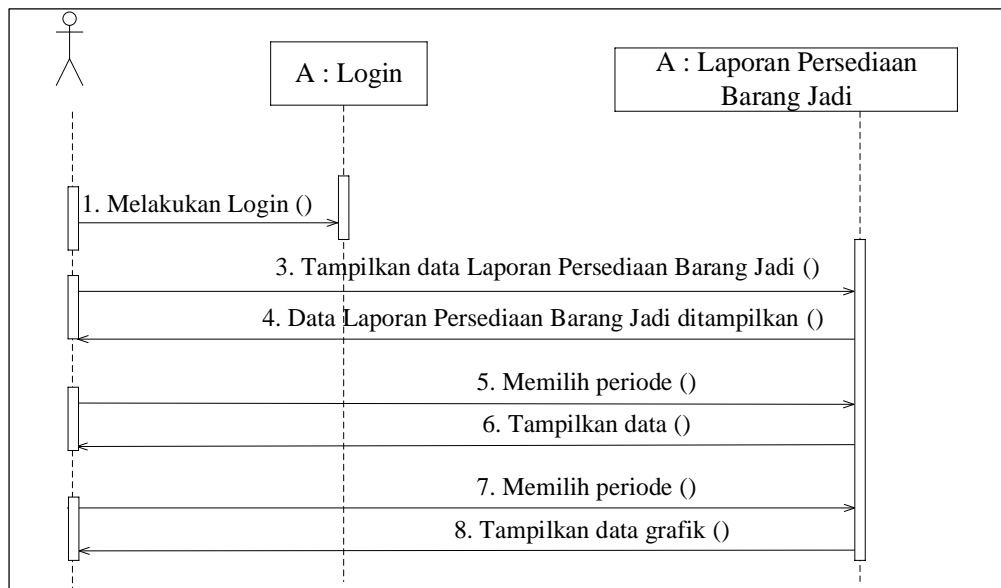 A : Login
A : Laporan Persediaan
Barang Jadi
1. Melakukan Login ()
3. Tampilkan data Laporan Persediaan Barang Jadi ()
4. Data Laporan Persediaan Barang Jadi ditampilkan ()
5. Memilih periode ()
6. Tampilkan data ()
7. Memilih periode ()
8. Tampilkan data grafik ()